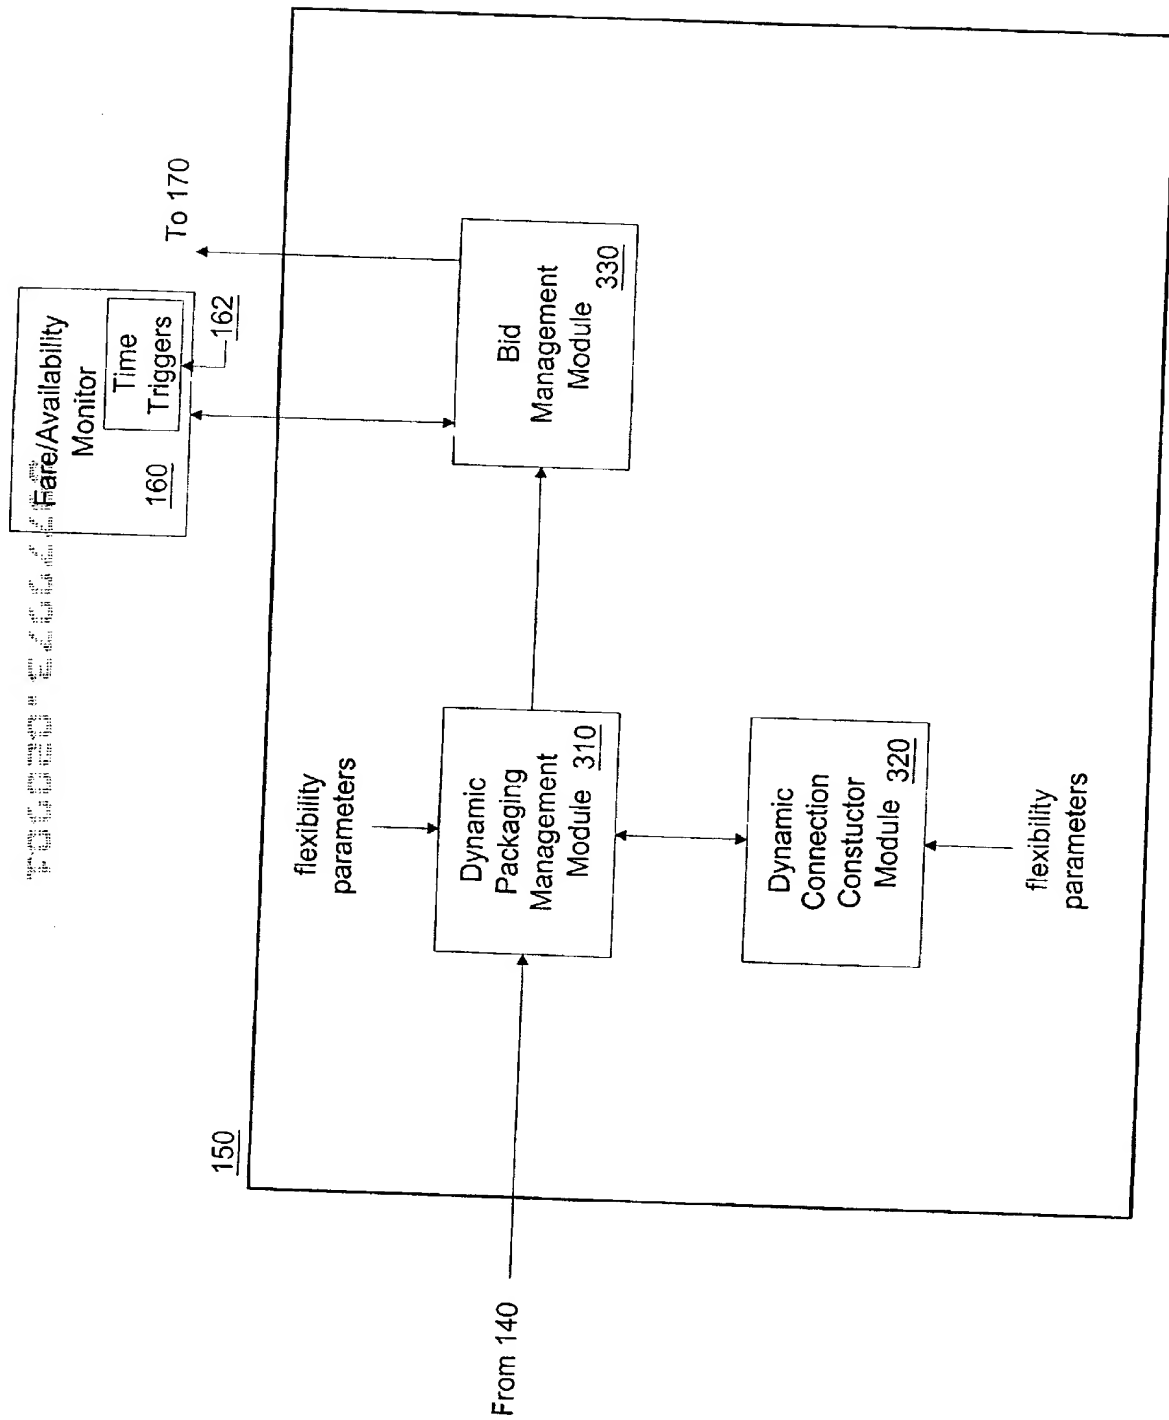 Fare/Availability
Monitor
160
Time
Triggers
162
To 170
150
flexibility
parameters
Dynamic
Packaging
Management
Module 310
Bid
Management
Module 330
From 140
Dynamic
Connection
Constuctor
Module 320
flexibility
parameters